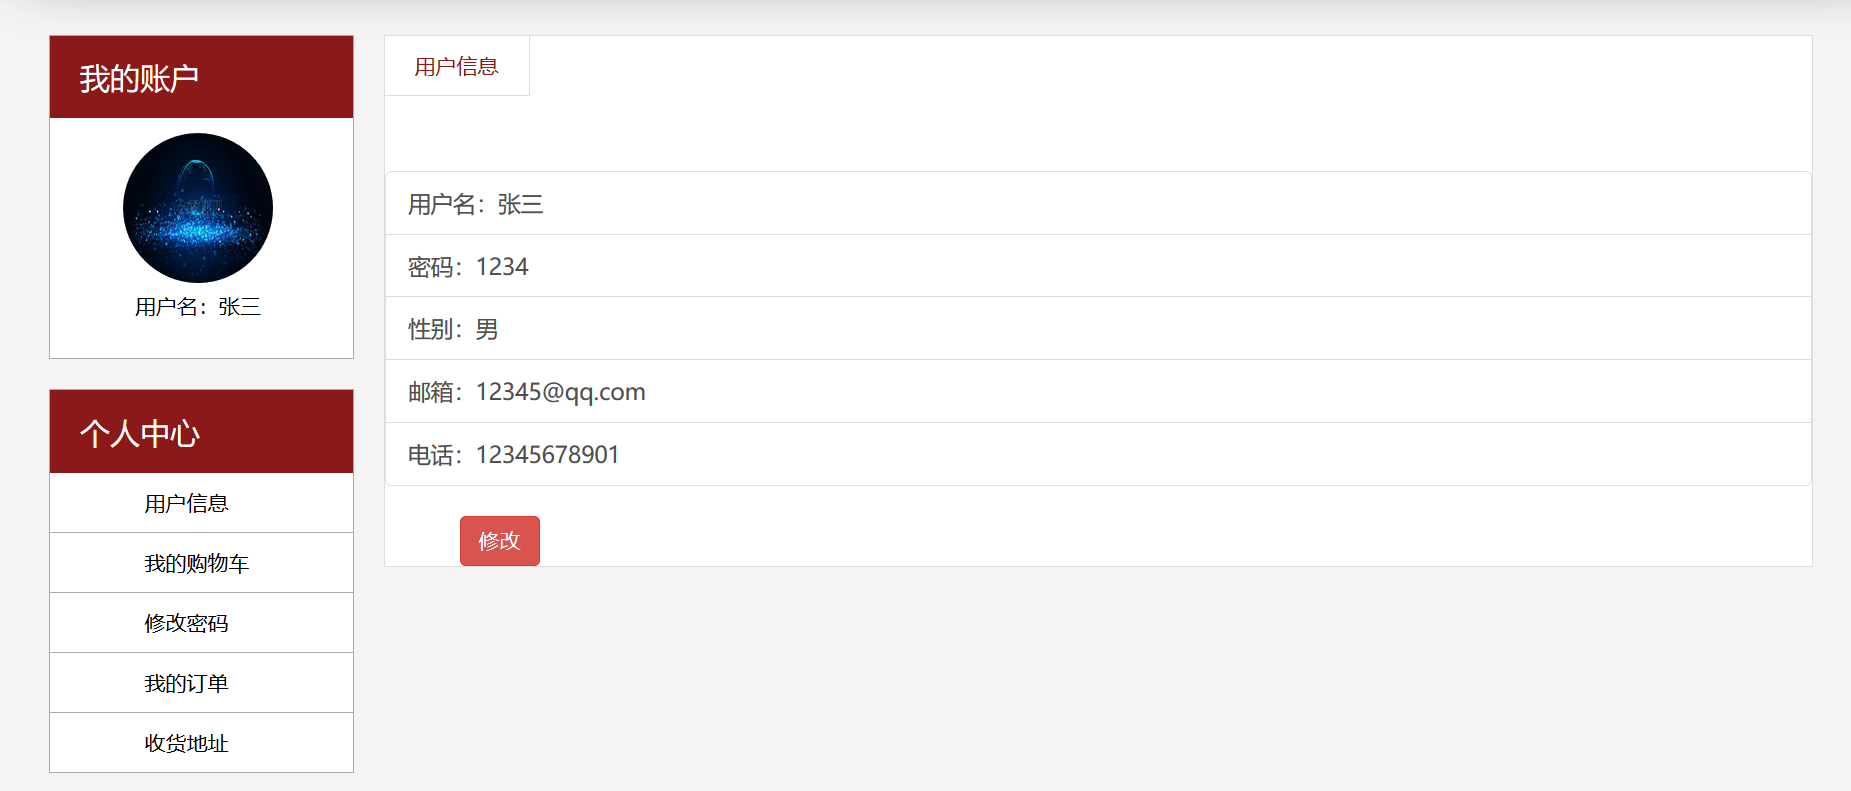 我的账户
用户名：张三
个人中心
用户信息
我的购物车
修改密码
我的订单
收货地址
用户信息
用户名：张三
密码：1234
性别：男
邮箱：12345@qq.com
电话：12345678901
修改